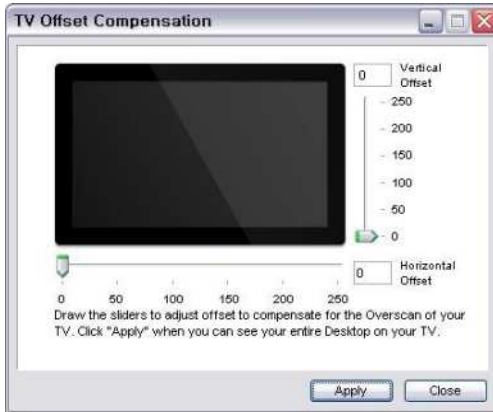 TV Offset Compensation
0 Vertical Offset
250
200
150
100
50
0
0 Horizontal Offset
0 50 100 150 200 250
Draw the sliders to adjust offset to compensate for the Overscan of your
TV. Click "Apply" when you can see your entire Desktop on your TV.
Apply Close